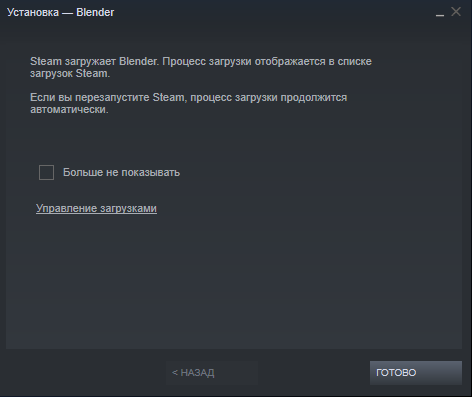 Установка — Blender
Steam загружает Blender. Процесс загрузки отображается в списке
загрузок Steam.
Если вы перезапустите Steam, процесс загрузки продолжится
автоматически.
Больше не показывать
Управление загрузками
< НАЗАД
ГОТОВО